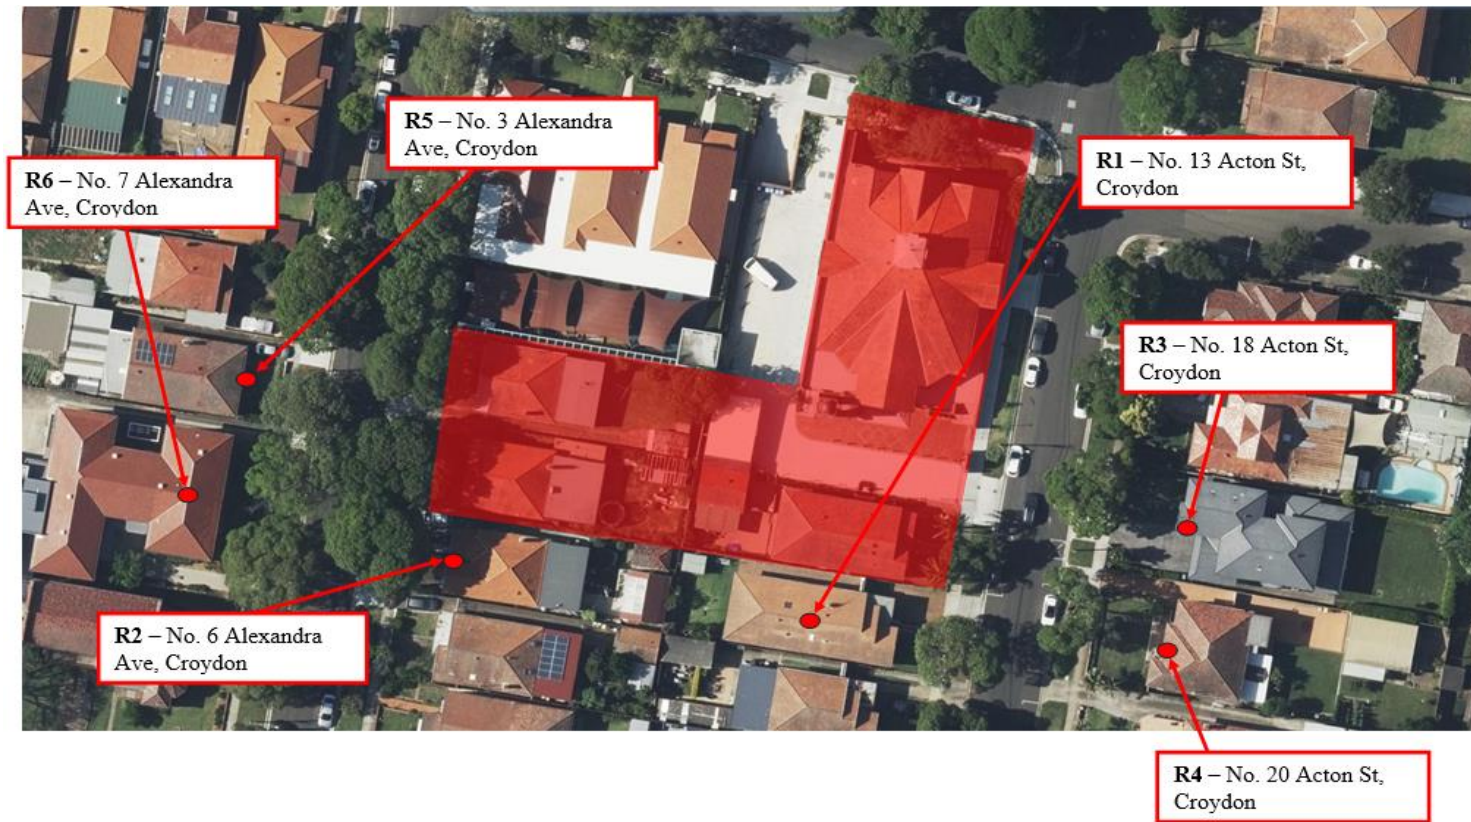 R5 – No. 3 Alexandra
Ave, Croydon
R1 – No. 13 Acton St,
Croydon
R6 – No. 7 Alexandra
Ave, Croydon
R3 – No. 18 Acton St,
Croydon
R2 – No. 6 Alexandra
Ave, Croydon
R4 – No. 20 Acton St,
Croydon